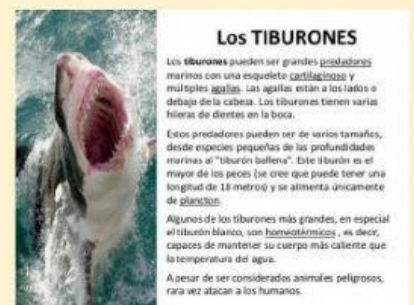 Los TIBURONES
Los tiburones pueden ser grandes predadores
marinos con una esqueleto cartilaginoso y
múltiples agallas. Las agallas están a los lados o
debajo de la cabeza. Los tiburones tienen varias
hileras de dientes en la boca.
Estos predadores pueden ser de varios tamaños,
desde especies pequeñas de las profundidades
marinas al "tiburón ballena". Este tiburón es el
mayor de los peces (se cree que puede tener una
longitud de 18 metros) y se alimenta únicamente
de plancton.
Algunos de los tiburones más grandes, en especial
el tiburón blanco, son homeotérmicos, es decir,
capaces de mantener su cuerpo más caliente que
la temperatura del agua.
A pesar de ser considerados animales peligrosos,
rara vez atacan a los humanos.